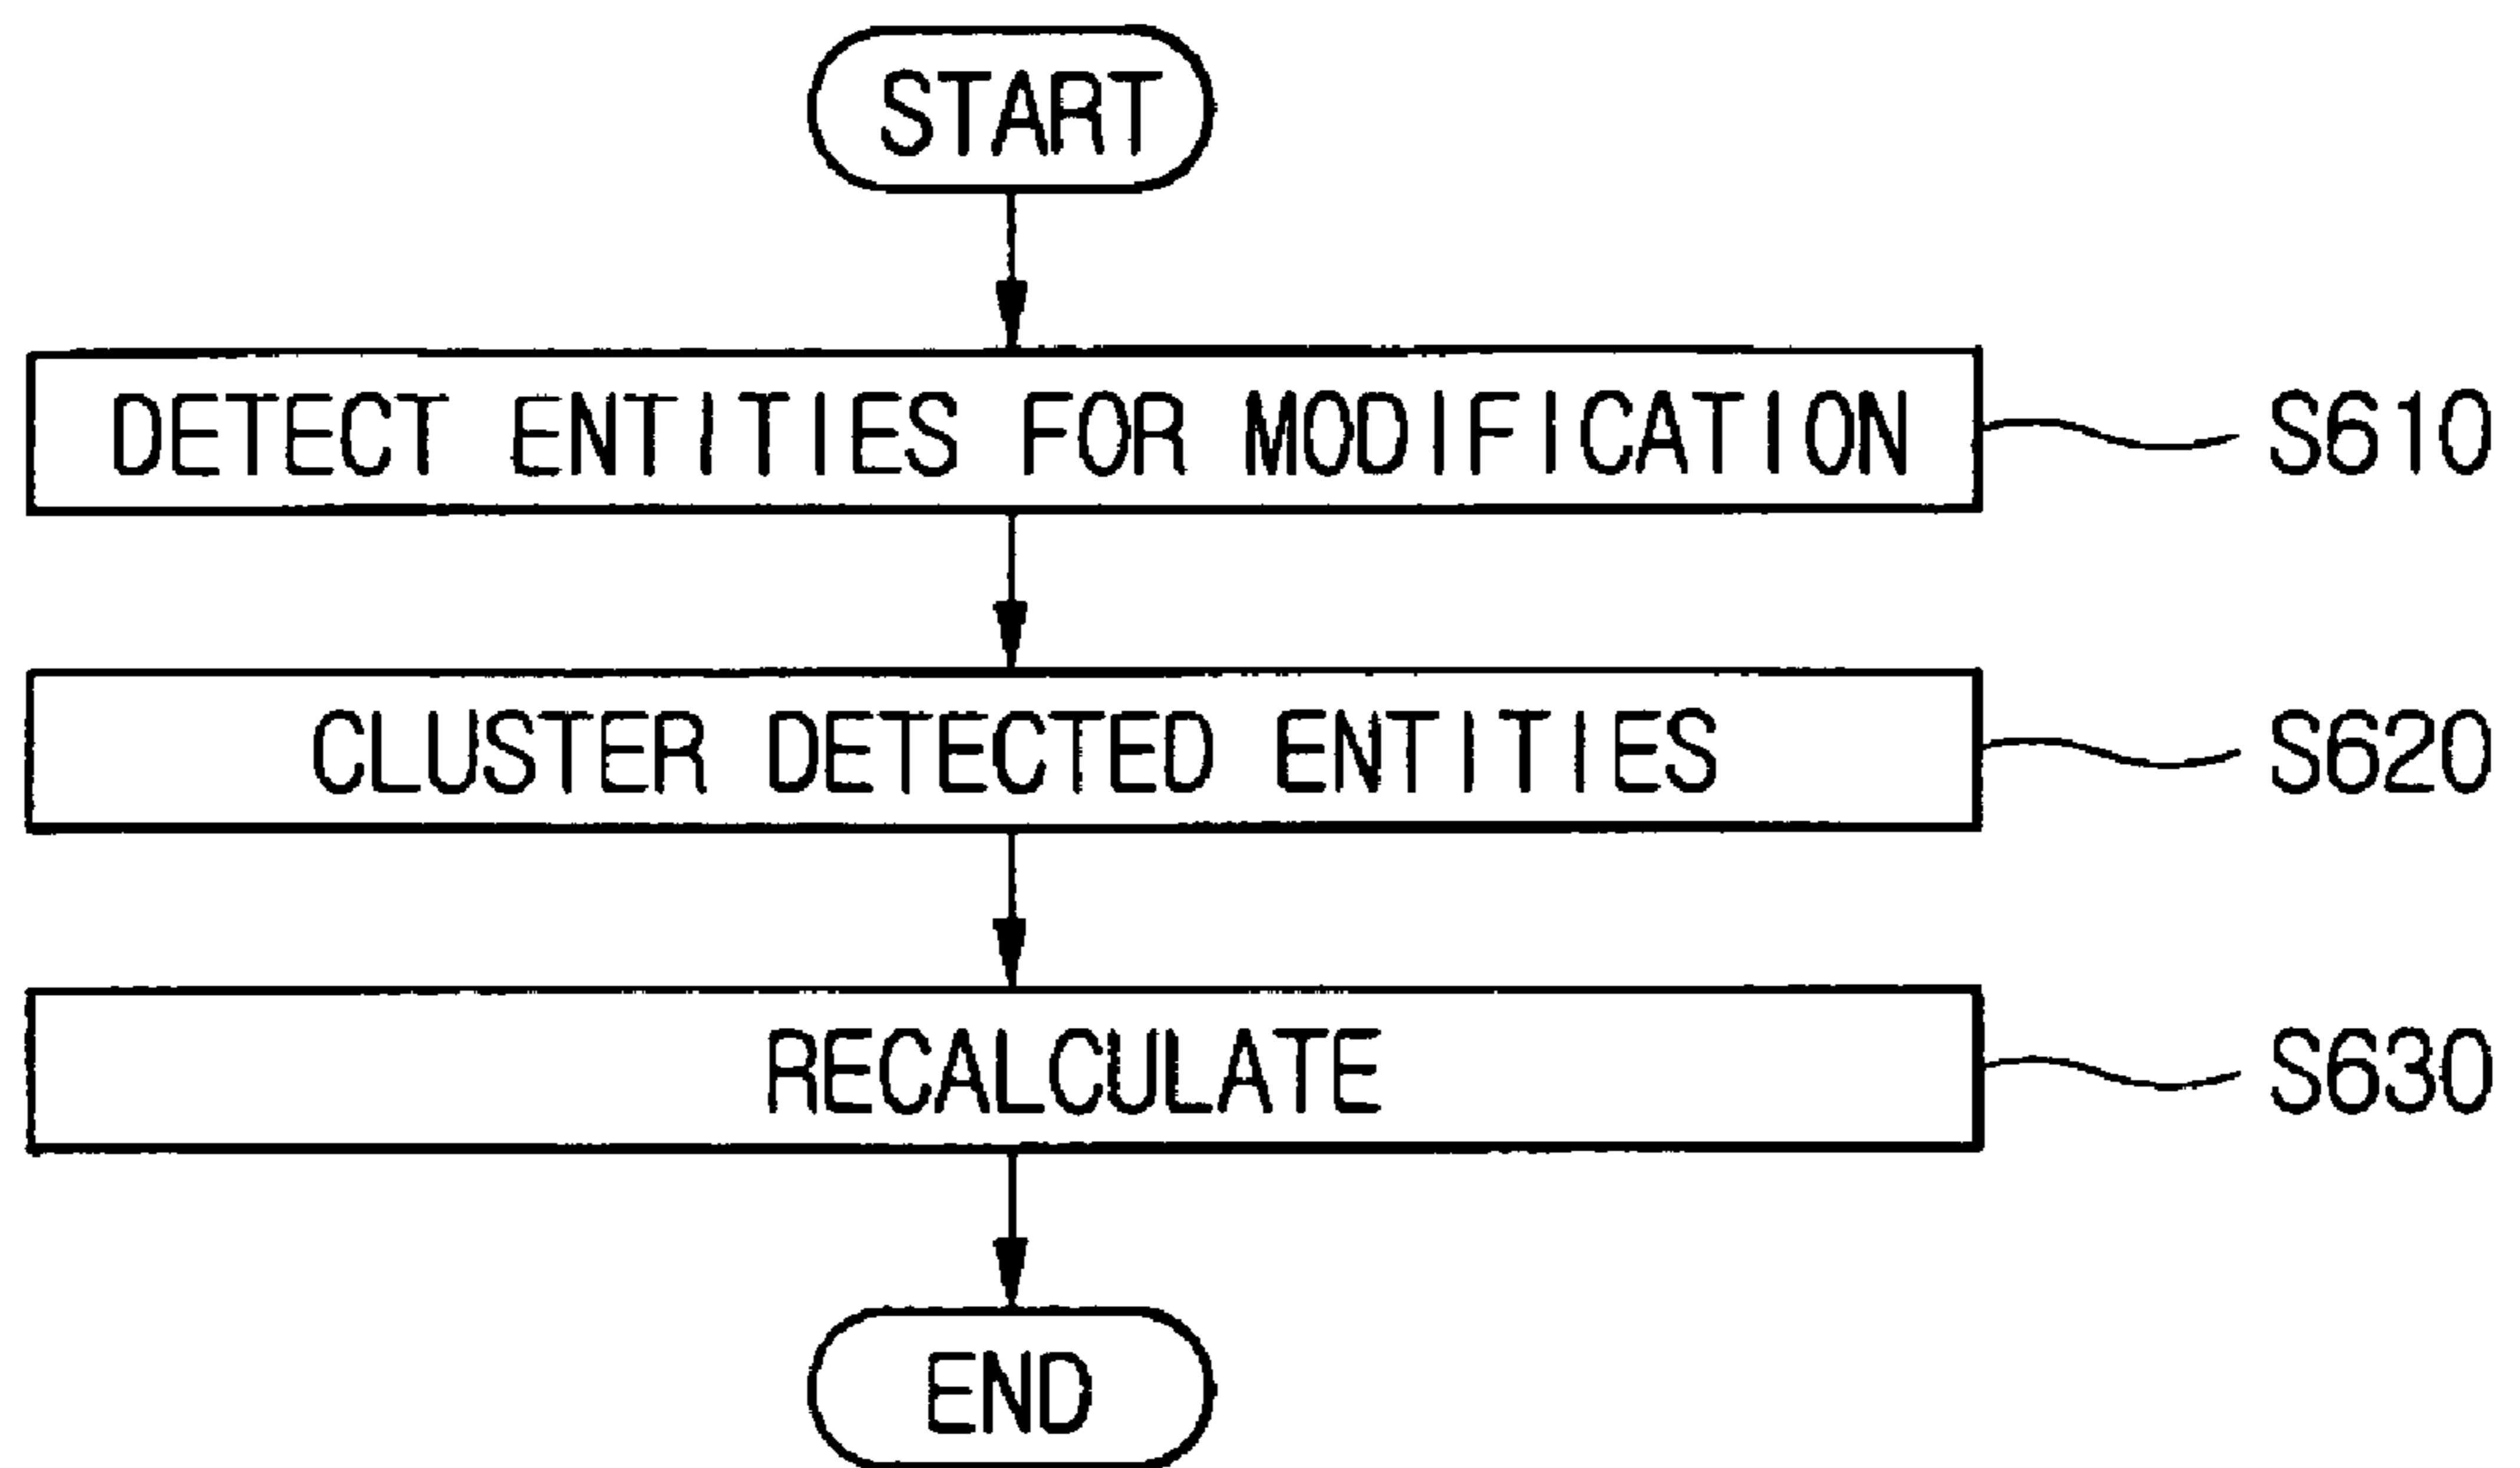 START
DETECT ENTITIES FOR MODIFICATION
S610
CLUSTER DETECTED ENTITIES
S620
RECALCULATE
S630
END